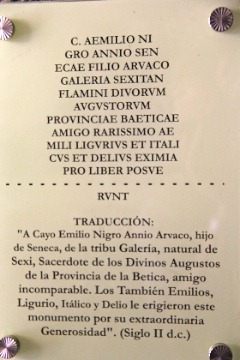 C. AEMILIO NI
GRO ANNIO SEN
ECAE FILIO ARVACO
GALERIA SEXITAN
FLAMINI DIVORVM
AVGVSTORVM
PROVINCIAE BAETICAE
AMIGO RARISSIMO AE
MILI LIGVRIVS ET ITALI
CVS ET DELIVS EXIMIA
PRO LIBER POSVE
RVNT
TRADUCCIÓN:
"A Cayo Emilio Nigro Annio Arvaco, hijo
de Seneca, de la tribu Galería, natural de
Sexi, Sacerdote de los Divinos Augustos
de la Provincia de la Betica, amigo
incomparable. Los También Emilios,
Ligurio, Itálico y Delio le erigieron este
monumento por su extraordinaria
Generosidad". (Siglo II d.c.)